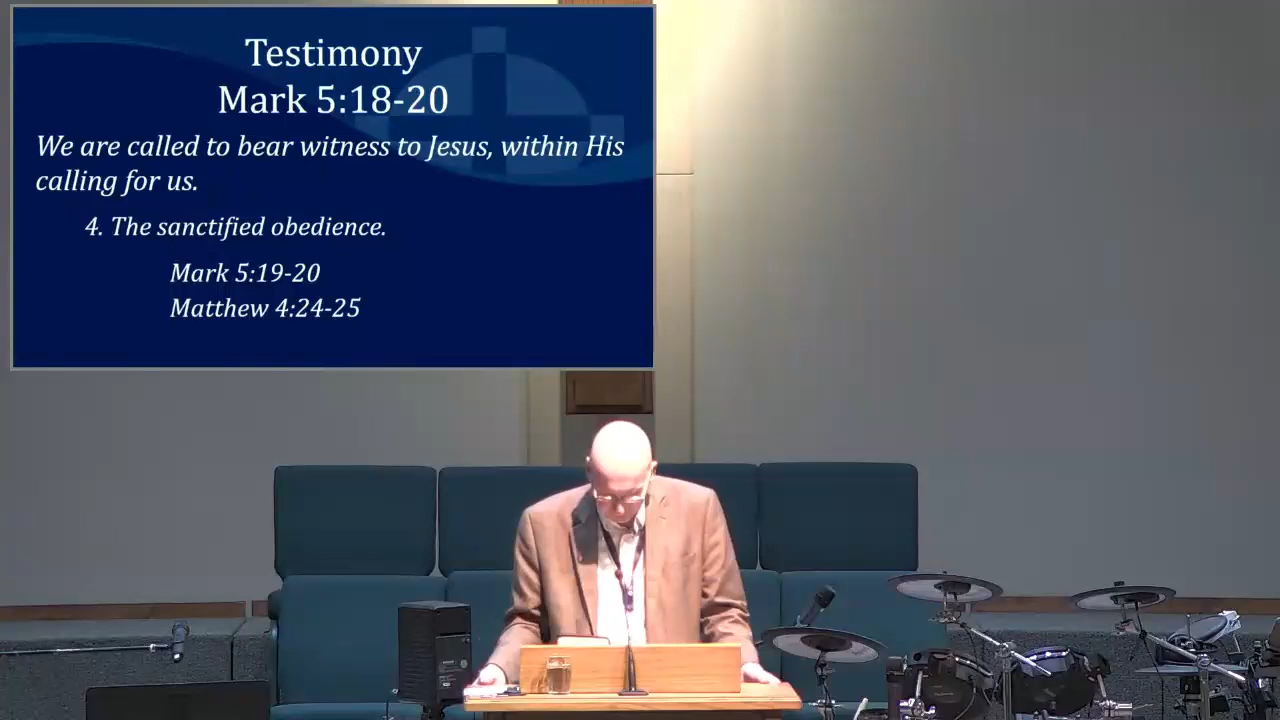 Testimony
Mark 5:18-20
We are called to bear witness to Jesus, within His
calling for us.
4. The sanctified obedience.
Mark 5:19-20
Matthew 4:24-25